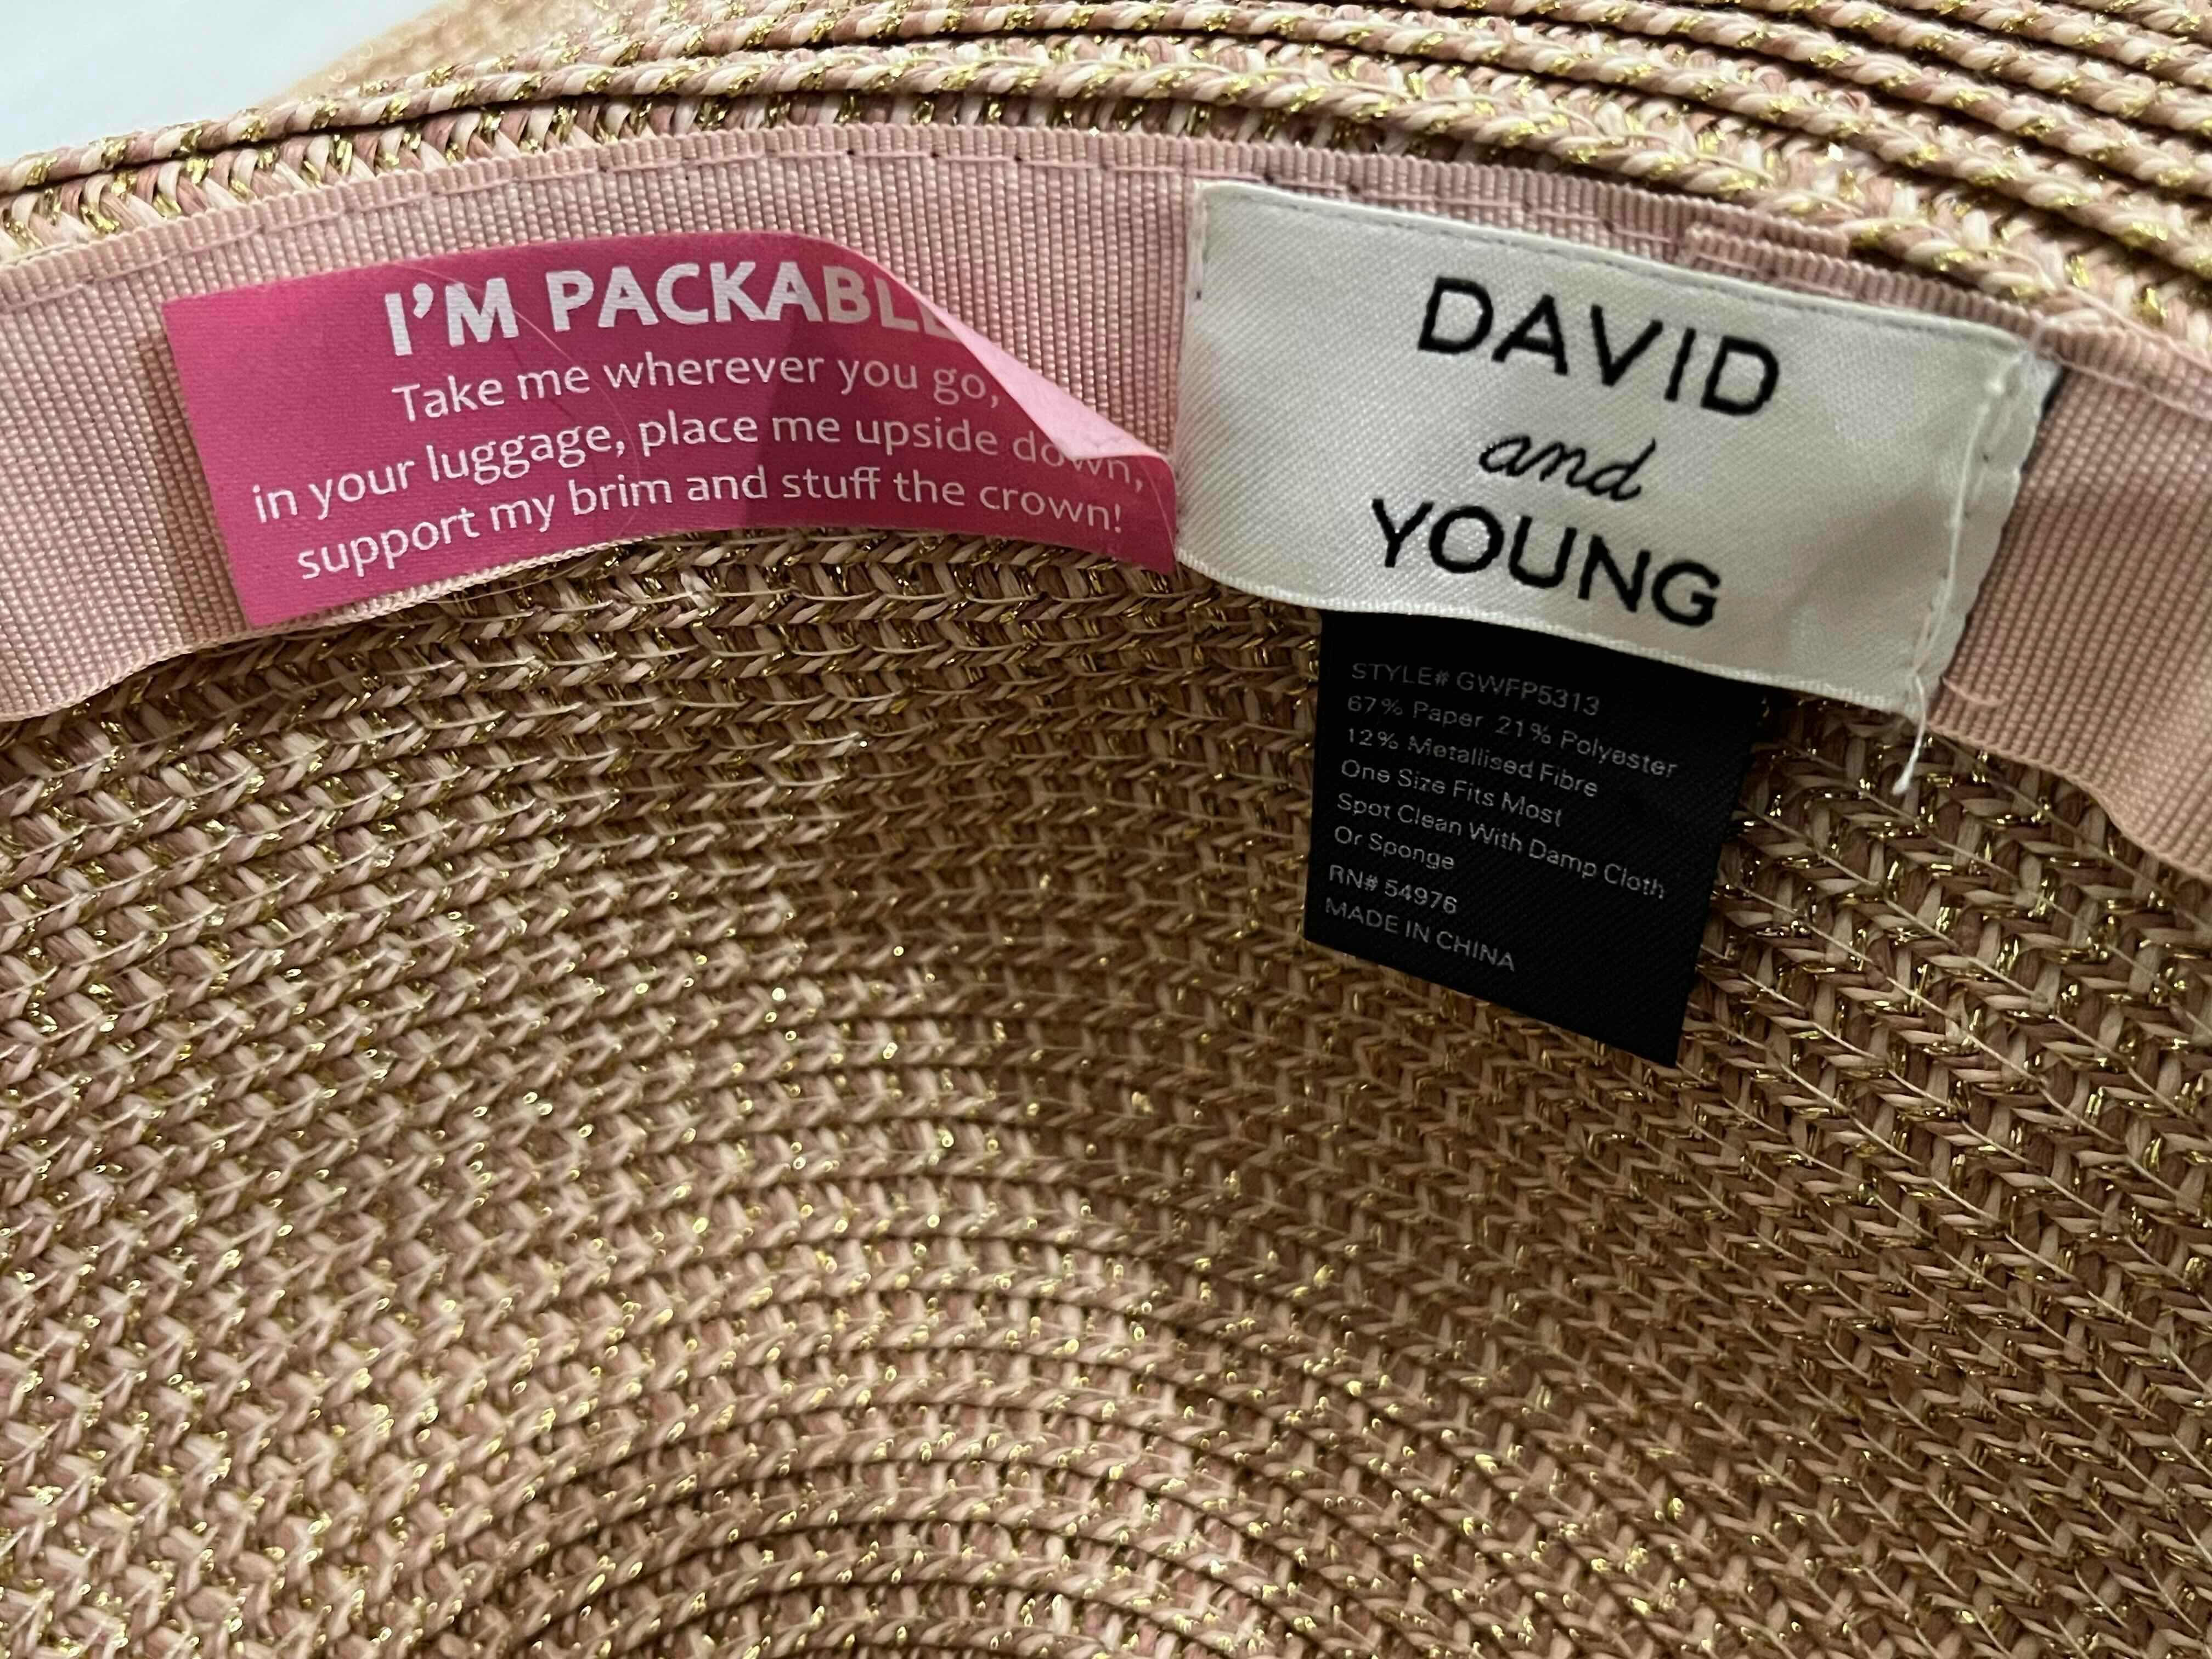 I'M PACKABLE
Take me wherever you go,
in your luggage, place me upside down,
support my brim and stuff the crown!
DAVID
and
YOUNG
STYLE# GWFP5313
67% Paper 21% Polyester
12% Metallised Fibre
One Size Fits Most
Spot Clean With Damp Cloth
Or Sponge
RN# 54976
MADE IN CHINA